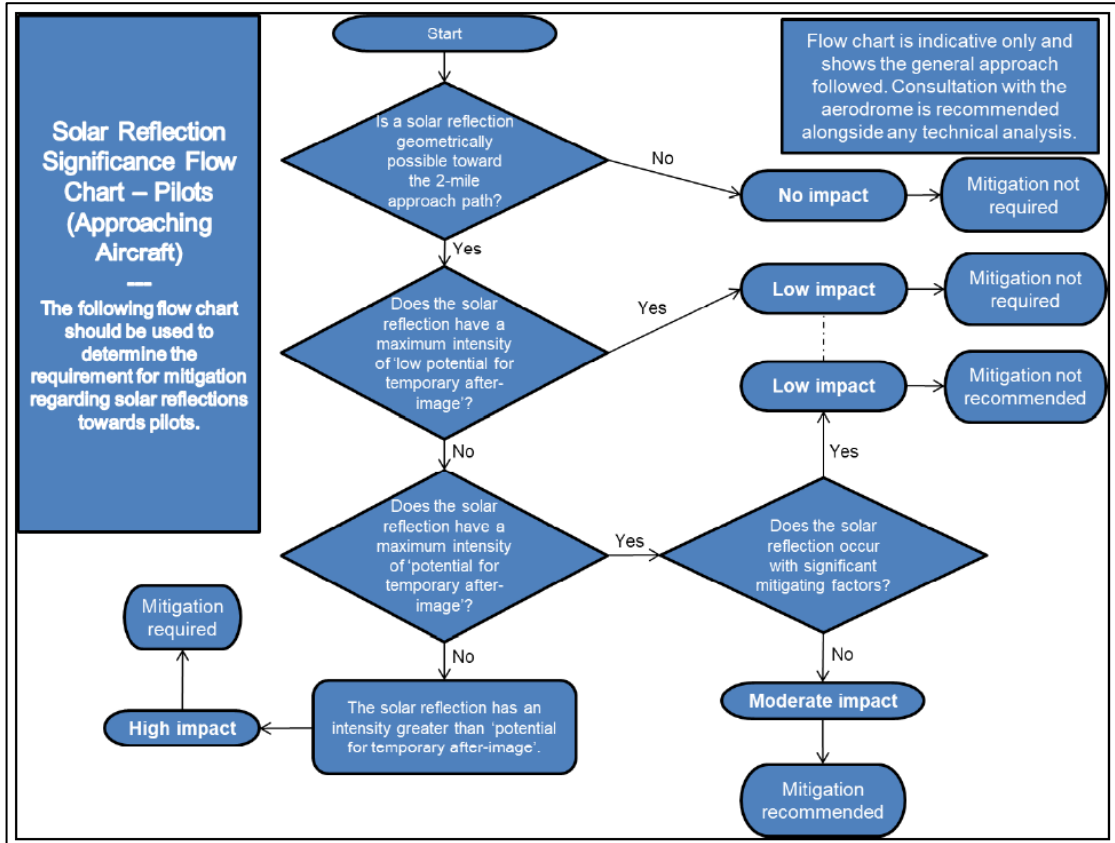 Solar Reflection
Significance Flow
Chart – Pilots
(Approaching
Aircraft)
---
The following flow chart
should be used to
determine the
requirement for mitigation
regarding solar reflections
towards pilots.
Start
Flow chart is indicative only and
shows the general approach
followed. Consultation with the
aerodrome is recommended
alongside any technical analysis.
Is a solar reflection
geometrically
possible toward
the 2-mile
approach path?
No
No impact
Mitigation not
required
Yes
Does the solar
reflection have a
maximum intensity
of ‘low potential for
temporary after-
image’?
Yes
Low impact
Mitigation not
required
Low impact
Mitigation not
recommended
No
Yes
Does the solar
reflection have a
maximum intensity
of ‘potential for
temporary after-
image’?
Yes
Does the solar
reflection occur
with significant
mitigating factors?
Mitigation
required
No
No
The solar reflection has an
intensity greater than ‘potential
for temporary after-image’.
High impact
Moderate impact
Mitigation
recommended